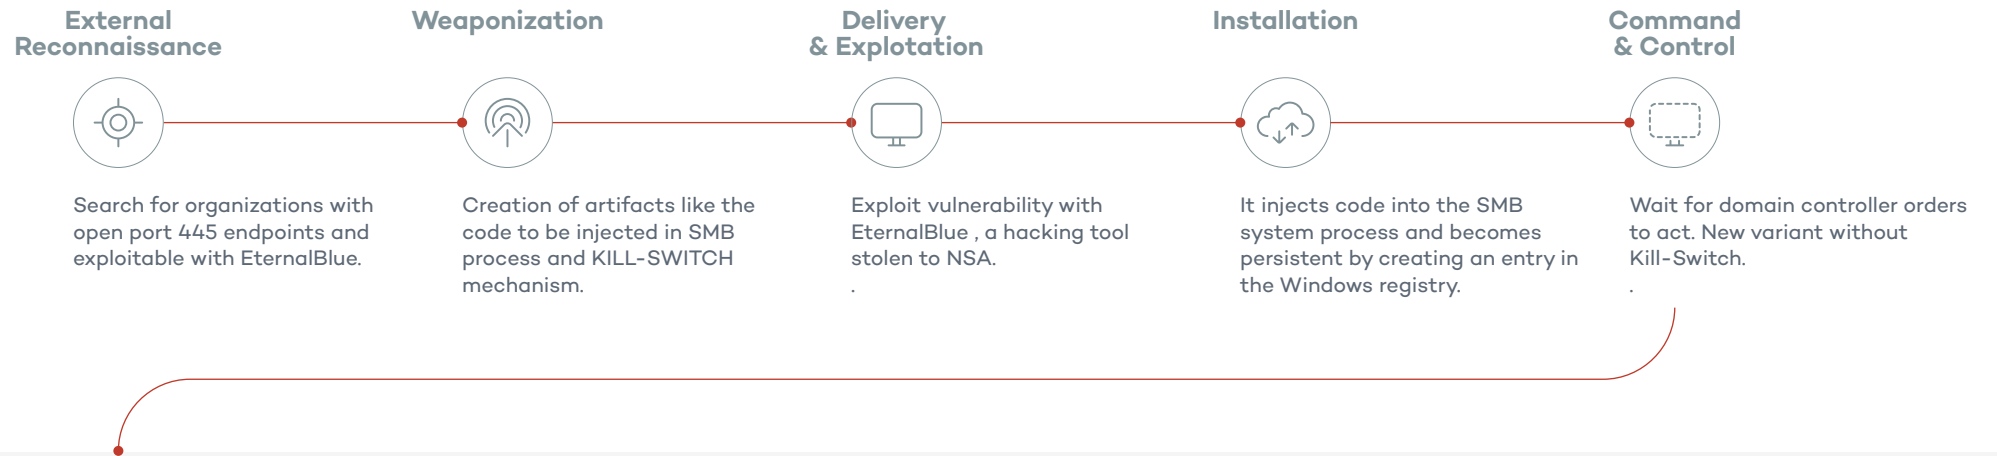 External
Reconnaissance
Search for organizations with
open port 445 endpoints and
exploitable with EternalBlue.
Weaponization
Creation of artifacts like the
code to be injected in SMB
process and KILL-SWITCH
mechanism.
Delivery
& Explotation
Exploit vulnerability with
EternalBlue , a hacking tool
stolen to NSA.
.
Installation
It injects code into the SMB
system process and becomes
persistent by creating an entry in
the Windows registry.
Command
& Control
Wait for domain controller orders
to act. New variant without
Kill-Switch.
.